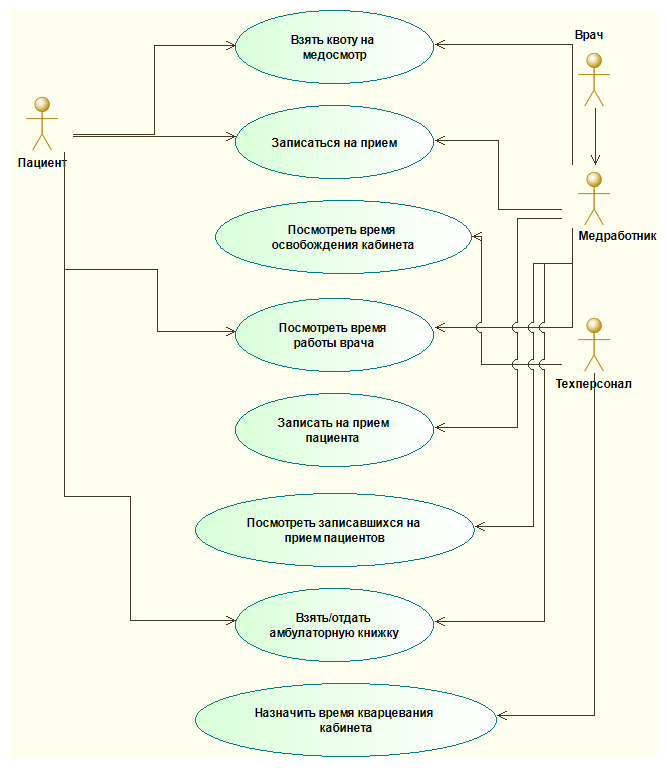 Взять квоту на
медосмотр
Врач
Записаться на прием
Пациент
Посмотреть время
освобождения кабинета
Медработник
Посмотреть время
работы врача
Техперсонал
Записать на прием
пациента
Посмотреть записавшихся на
прием пациентов
Взять/отдать
амбулаторную книжку
Назначить время кварцевания
кабинета